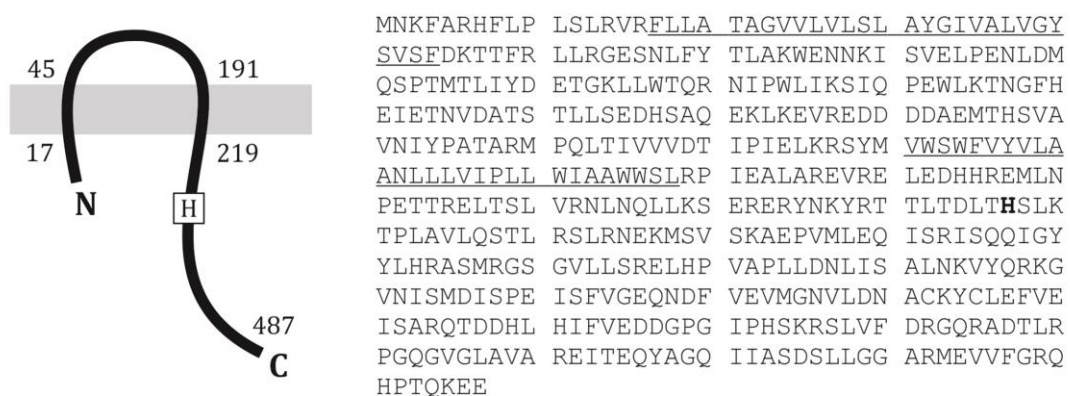 45
191
17
219
N
H
487
C
MNKFARHFLP LSLRVRFLLA TAGVVLVLSL AYGIVALVGY
SVSFDKTTFR LLRGESNLFY TLAKWENNKI SVELPENLDM
QSPTMTLIYD ETGKLLWTQR NIPWLIKSIQ PEWLKTNGFH
EIETNVDATS TLLSEDHSAQ EKLKEVREDD DDAEMTHSVA
VNIYPATARM PQLTIVVVDT IPIELKRSYM VWSWFVYVLA
ANLLLVIPLL WIAAWWSLRP IEALAREVRE LEDHHREMLN
PETTRELTSL VRNLNQLLKS ERERYNKYRT TLTDLTHSLK
TPLAVLQSTL RSLRNEKMSV SKAEPVMLEQ ISRISQQIGY
YLHRASMRGS GVLLSRELHP VAPLLDNLIS ALNKVYQRKG
VNISMDISPE ISFVGEQNDF VEVMGNVLDN ACKYCLEFVE
ISARQTDDHL HIFVEDDGPG IPHSKRSLVF DRGQRADTLR
PGQGVGLAVA REITEQYAGQ IIASDSLLGG ARMEVVFGRQ
HPTQKEE